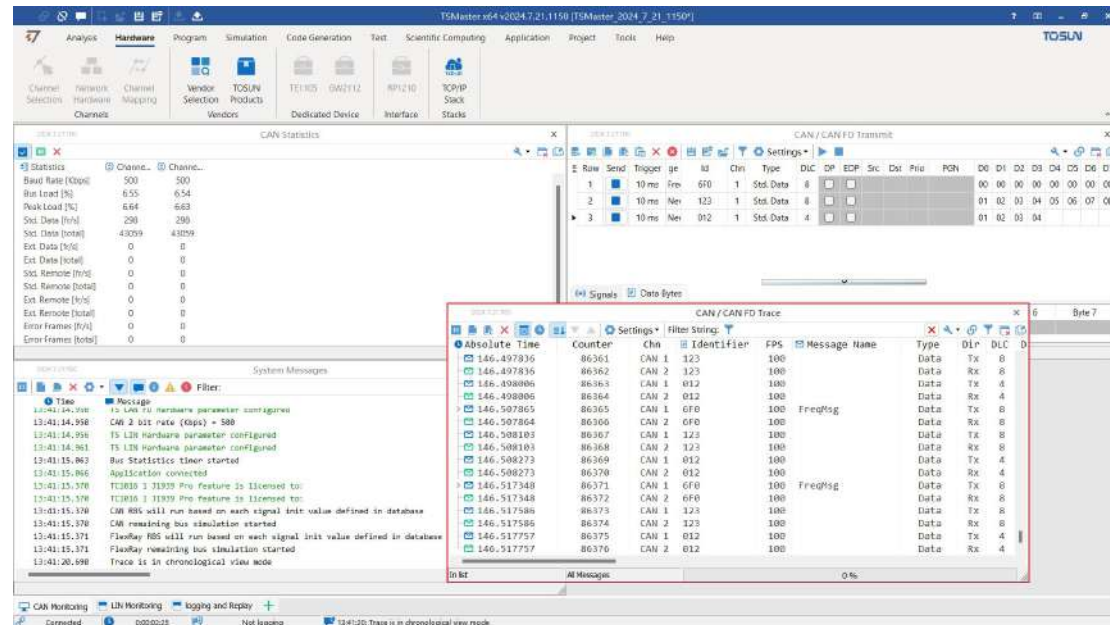 TSMaster x64 v2024.7.21.1150 [TSMaster_2024_7_21_1150*]
Analysis Hardware Program Simulation Code Generation Test Scientific Computing Application Project Tools Help
TOSUN
Channel Selection
Network Hardware
Channel Mapping
Vendor Selection
TOSUN Products
TE1105
GW2112
RP1210
TCP/IP Stack
Channels Vendors Dedicated Device Interface Stacks
CAN Statistics
Statistics Channe... Channe...
Baud Rate [Kbps] 500 500
Bus Load [%] 6.55 6.54
Peak Load [%] 6.64 6.63
Std. Data [fr/s] 298 298
Std. Data [total] 43059 43059
Ext. Data [fr/s] 0 0
Ext. Data [total] 0 0
Std. Remote [fr/s] 0 0
Std. Remote [total] 0 0
Ext. Remote [fr/s] 0 0
Ext. Remote [total] 0 0
Error Frames [fr/s] 0 0
Error Frames [total] 0 0
CAN / CAN FD Transmit
Settings
Row Send Trigger ge Id Chn Type DLC DP EDP Src Dst Prio PGN D0 D1 D2 D3 D4 D5 D6
1 10 ms Fre 6F0 1 Std. Data 8 00 00 00 00 00 00 00
2 10 ms Nei 123 1 Std. Data 8 01 02 03 04 05 06 07
3 10 ms Nei 012 1 Std. Data 4 01 02 03 04
Signals Data Bytes
6 Byte 7
System Messages
Filter:
Time Message
13:41:14.950 TS CAN FD Hardware parameter configured
13:41:14.950 CAN 2 bit rate (Kbps) = 500
13:41:14.956 TS LIN Hardware parameter configured
13:41:14.961 TS LIN Hardware parameter configured
13:41:15.063 Bus Statistics timer started
13:41:15.066 Application connected
13:41:15.370 TC1016 1 J1939 Pro feature is licensed to:
13:41:15.370 TC1016 1 J1939 Pro feature is licensed to:
13:41:15.370 CAN RBS will run based on each signal init value defined in database
13:41:15.370 CAN remaining bus simulation started
13:41:15.371 FlexRay RBS will run based on each signal init value defined in database
13:41:15.371 FlexRay remaining bus simulation started
13:41:20.690 Trace is in chronological view mode
CAN / CAN FD Trace
Settings Filter String:
Absolute Time Counter Chn Identifier FPS Message Name Type Dir DLC D
146.497836 86361 CAN 1 123 100 Data Tx 8
146.497836 86362 CAN 2 123 100 Data Rx 8
146.498006 86363 CAN 1 012 100 Data Tx 4
146.498006 86364 CAN 2 012 100 Data Rx 4
146.507865 86365 CAN 1 6F0 100 FreqMsg Data Tx 8
146.507864 86366 CAN 2 6F0 100 Data Rx 8
146.508103 86367 CAN 1 123 100 Data Tx 8
146.508103 86368 CAN 2 123 100 Data Rx 8
146.508273 86369 CAN 1 012 100 Data Tx 4
146.508273 86370 CAN 2 012 100 Data Rx 4
146.517348 86371 CAN 1 6F0 100 FreqMsg Data Tx 8
146.517348 86372 CAN 2 6F0 100 Data Rx 8
146.517586 86373 CAN 1 123 100 Data Tx 8
146.517586 86374 CAN 2 123 100 Data Rx 8
146.517757 86375 CAN 1 012 100 Data Tx 4
146.517757 86376 CAN 2 012 100 Data Rx 4
In list All Messages 0 %
CAN Monitoring LIN Monitoring logging and Replay
Connected 0:00:02:25 Not logging 13:41:20: Trace is in chronological view mode